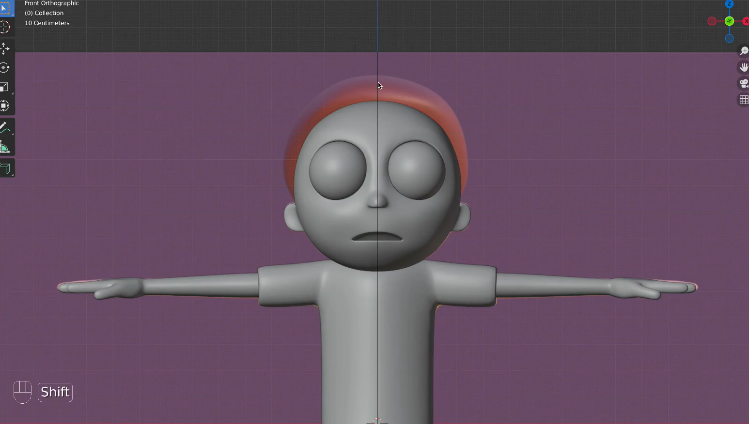 Front Orthographic
(0) Collection
10 Centimeters
Shift